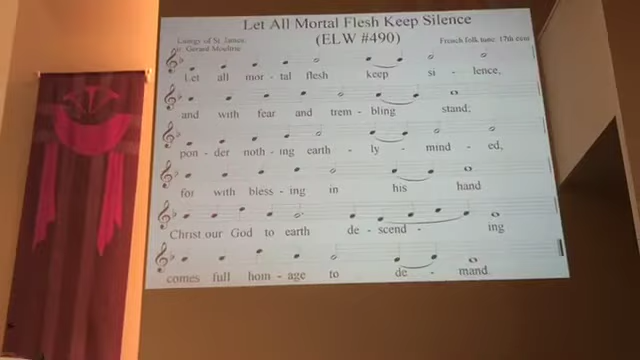 Let All Mortal Flesh Keep Silence
(ELW #490)
Liturgy of St. James;
tr. Gerard Moultrie
French folk tune, 17th cent
Let all mor - tal flesh keep si - lence,
and with fear and trem - bling stand;
pon - der noth - ing earth - ly mind - ed,
for with bless - ing in his hand
Christ our God to earth de - scend - ing
comes full hom - age to de - mand.